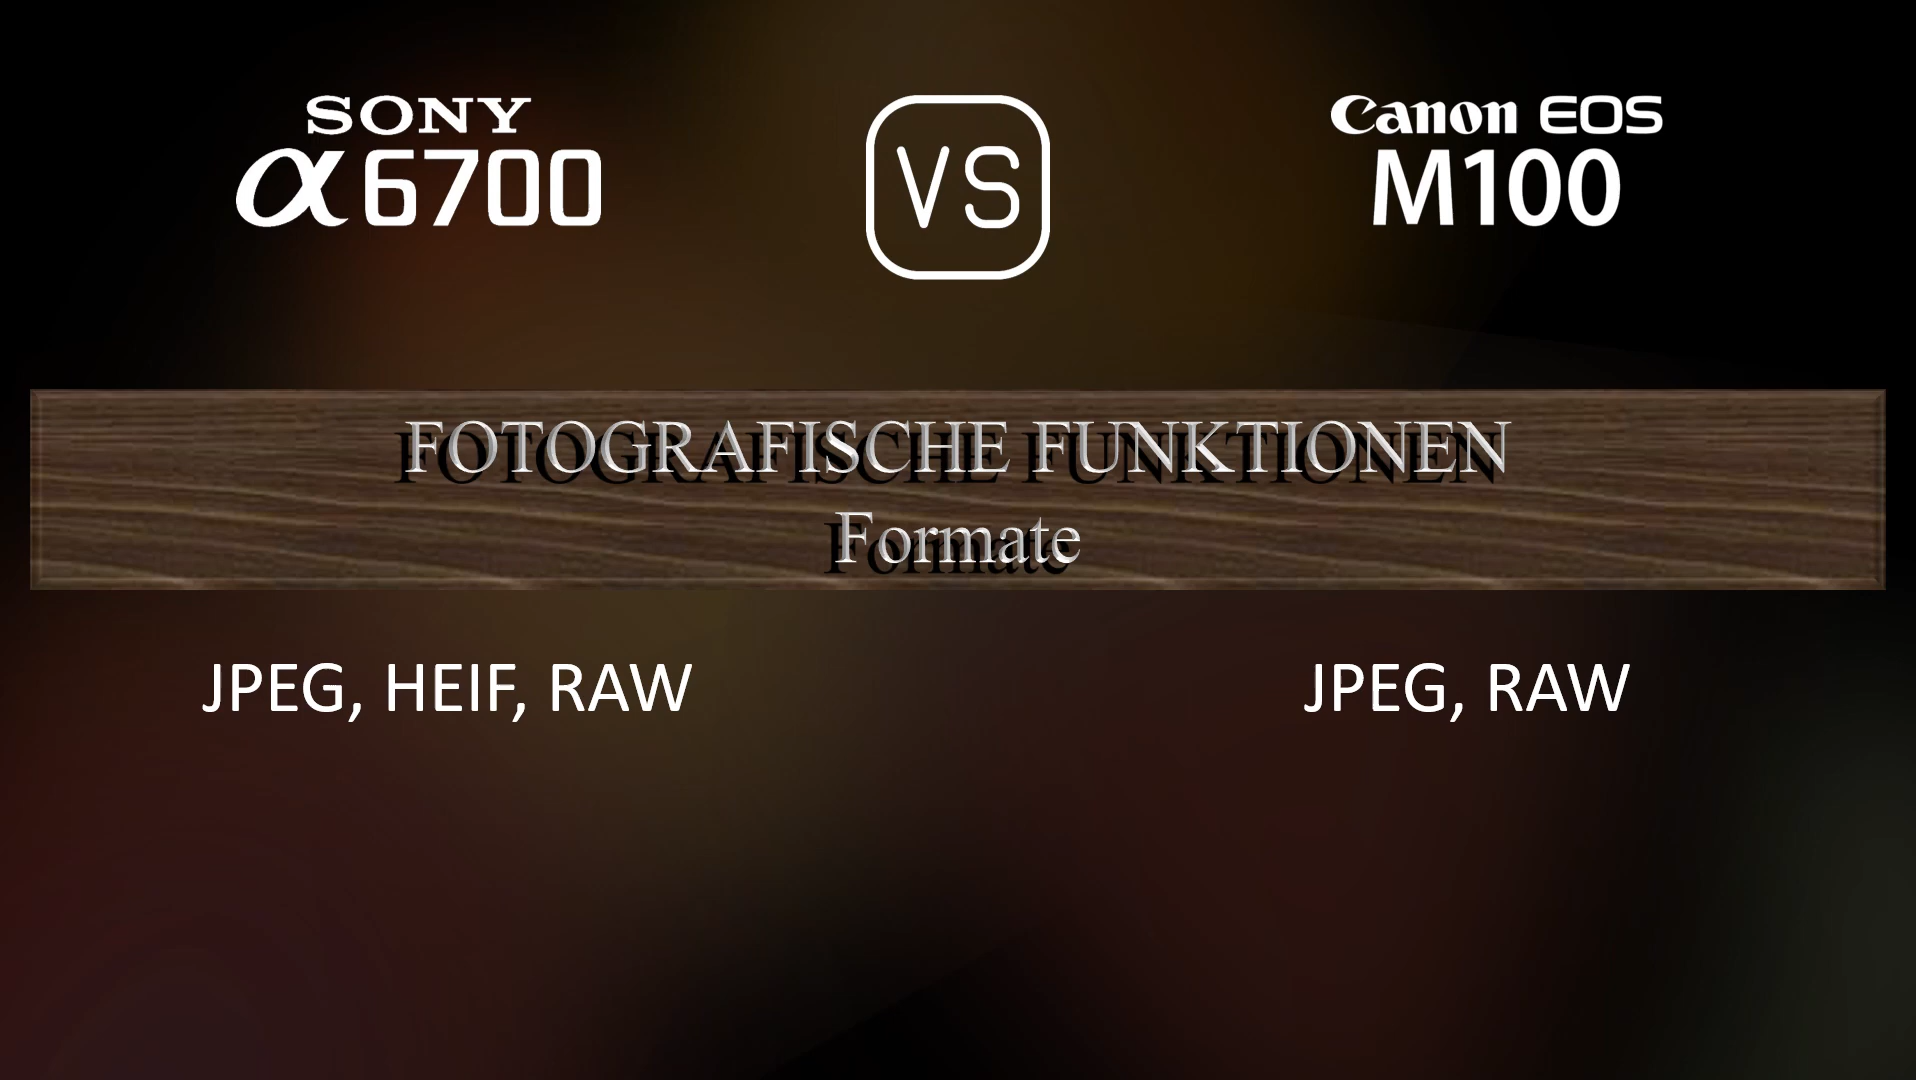 SONY
α6700
VS
Canon EOS
M100
FOTOGRAFISCHE FUNKTIONEN
Formate
JPEG, HEIF, RAW
JPEG, RAW